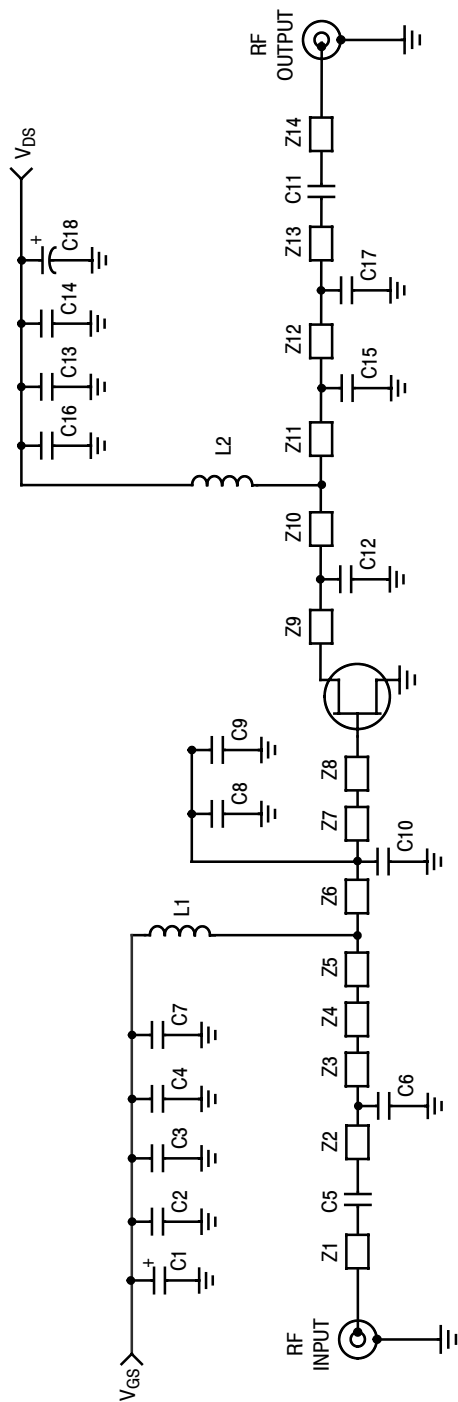 VGS
C1
+
C2
C3
C4
C7
L1
C8
C9
RF
INPUT
Z1
C5
Z2
C6
Z3
Z4
Z5
Z6
C10
Z7
Z8
Z9
C12
Z10
L2
C16
C13
C14
C18
+
VDS
Z11
C15
Z12
C17
Z13
C11
Z14
RF
OUTPUT